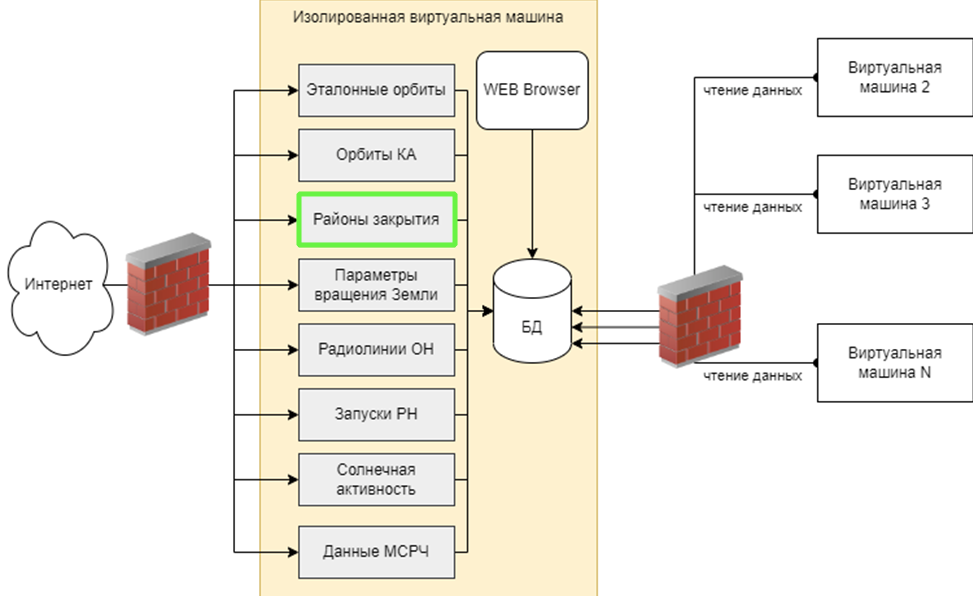 Изолированная виртуальная машина
Эталонные орбиты
Орбиты КА
Районы закрытия
Параметры
вращения Земли
Радиолинии ОН
Запуски РН
Солнечная
активность
Данные МСРЧ
Интернет
WEB Browser
БД
чтение данных
Виртуальная
машина 2
чтение данных
Виртуальная
машина 3
чтение данных
Виртуальная
машина N